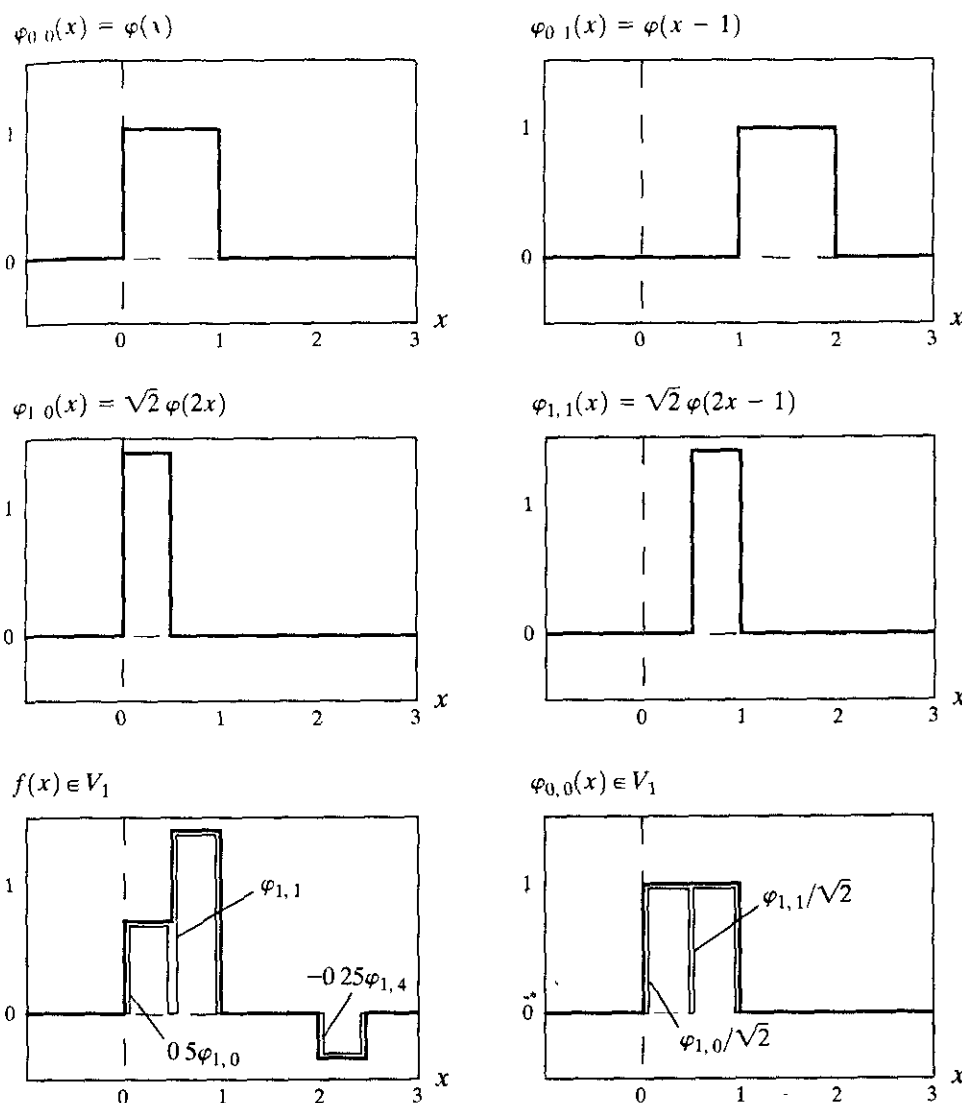 φ₀ ₀(x) = φ(x)
1
0
0 1 2 3 x
φ₀ ₁(x) = φ(x − 1)
1
0
0 1 2 3 x
φ₁ ₀(x) = √2 φ(2x)
1
0
0 1 2 3 x
φ₁,₁(x) = √2 φ(2x − 1)
1
0
0 1 2 3 x
f(x) ∈ V₁
1
φ₁,₁
−0 25φ₁,₄
0
0 5φ₁,₀
0 1 2 3 x
φ₀,₀(x) ∈ V₁
1
φ₁,₁/√2
0
φ₁,₀/√2
0 1 2 3 x